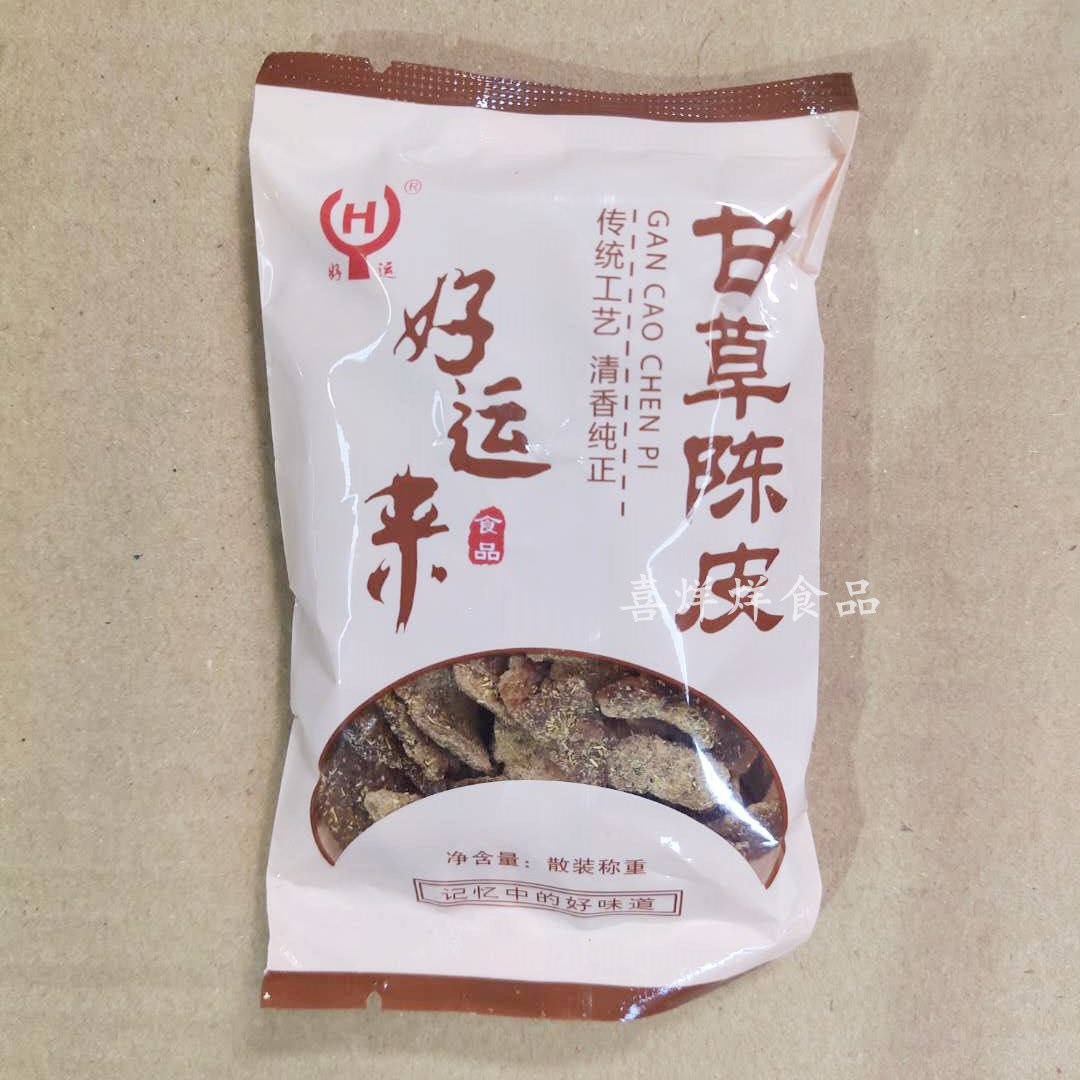 H
®
好运
好运来
食品
甘草陈皮
GAN CAO CHEN PI
传统工艺 清香纯正
喜烊烊食品
净含量：散装称重
记忆中的好味道